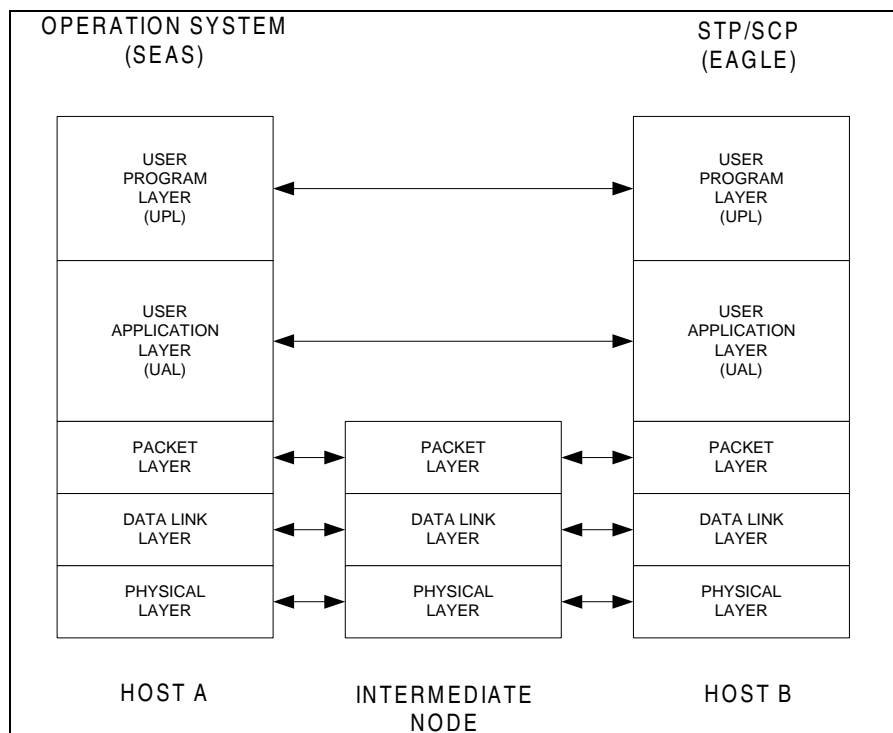 OPERATION SYSTEM
(SEAS)
STP/SCP
(EAGLE)
USER
PROGRAM
LAYER
(UPL)
USER
PROGRAM
LAYER
(UPL)
USER
APPLICATION
LAYER
(UAL)
USER
APPLICATION
LAYER
(UAL)
PACKET
LAYER
PACKET
LAYER
PACKET
LAYER
DATA LINK
LAYER
DATA LINK
LAYER
DATA LINK
LAYER
PHYSICAL
LAYER
PHYSICAL
LAYER
PHYSICAL
LAYER
HOST A
INTERMEDIATE
NODE
HOST B